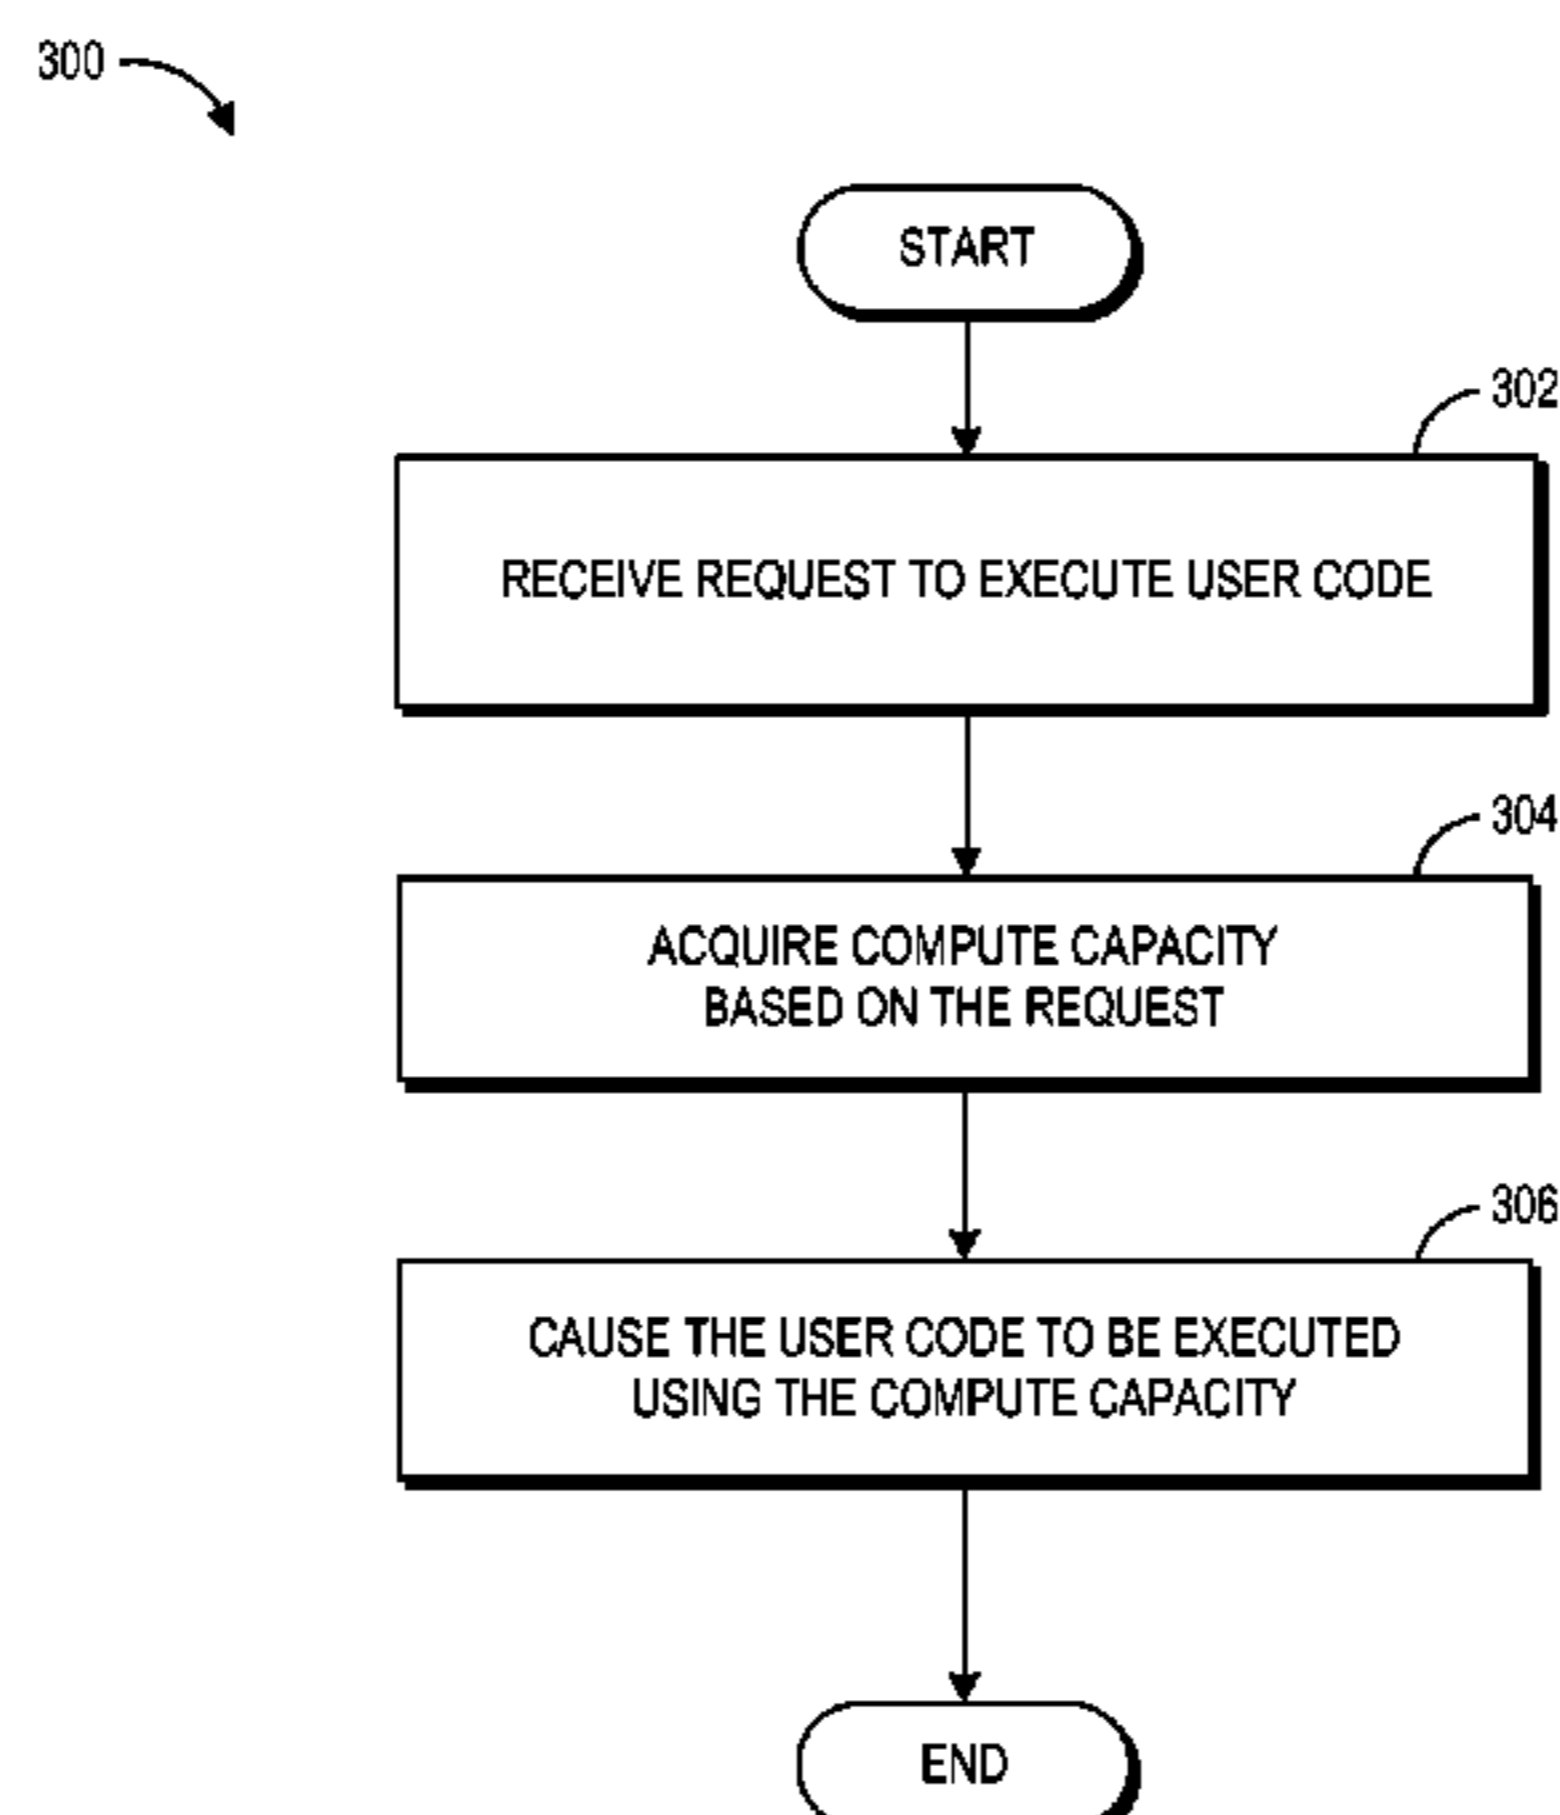 300
START
302
RECEIVE REQUEST TO EXECUTE USER CODE
304
ACQUIRE COMPUTE CAPACITY
BASED ON THE REQUEST
306
CAUSE THE USER CODE TO BE EXECUTED
USING THE COMPUTE CAPACITY
END